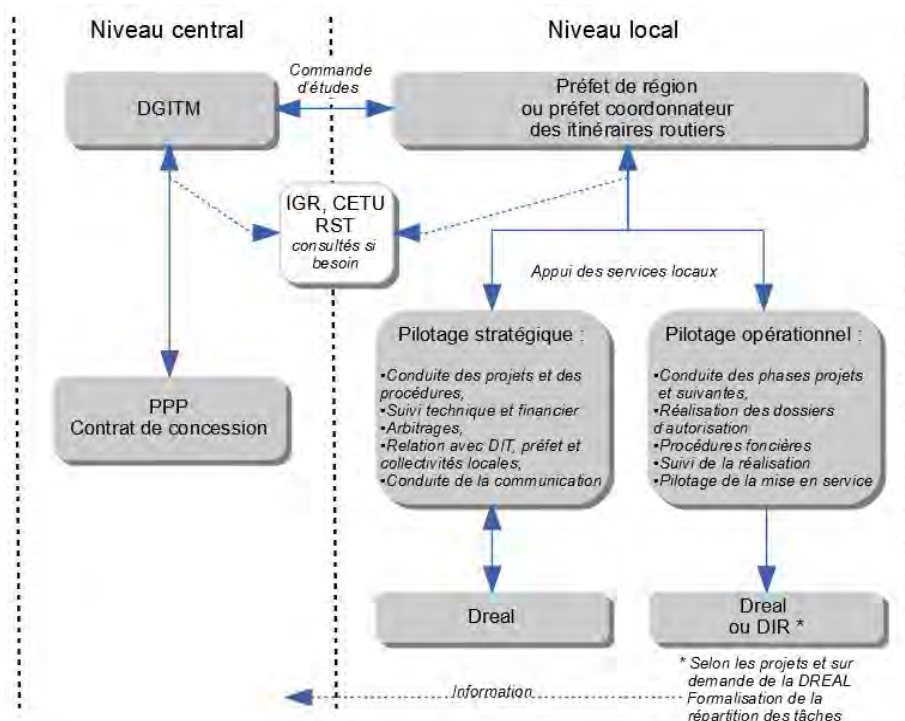 Niveau central
Niveau local
DGITM
Commande
d'études
Préfet de région
ou préfet coordonnateur
des itinéraires routiers
IGR, CETU
RST
consultés si
besoin
Appui des services locaux
PPP
Contrat de concession
Pilotage stratégique :
•Conduite des projets et des
procédures,
•Suivi technique et financier
•Arbitrages,
•Relation avec DIT, préfet et
collectivités locales,
•Conduite de la communication
Pilotage opérationnel :
•Conduite des phases projets
et suivantes,
•Réalisation des dossiers
d'autorisation
•Procédures foncières
•Suivi de la réalisation
•Pilotage de la mise en service
Dreal
Dreal
ou DIR *
* Selon les projets et sur
demande de la DREAL
Formalisation de la
répartition des tâches
Information